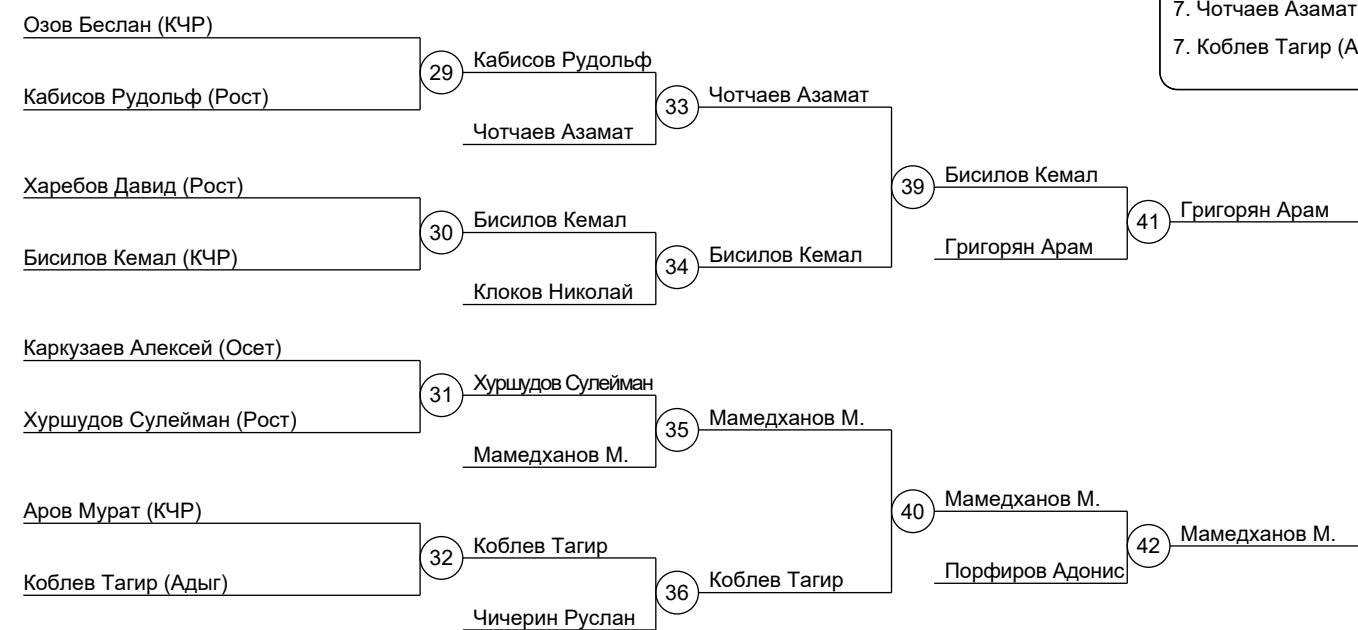 7. Чотчаев Азамат
7. Коблев Тагир (А
Озов Беслан (КЧР)
Кабисов Рудольф (Рост)
29
Кабисов Рудольф
Чотчаев Азамат
33
Чотчаев Азамат
Харебов Давид (Рост)
Бисилов Кемал (КЧР)
30
Бисилов Кемал
Клоков Николай
34
Бисилов Кемал
39
Бисилов Кемал
Григорян Арам
41
Григорян Арам
Каркузаев Алексей (Осет)
Хуршудов Сулейман (Рост)
31
Хуршудов Сулейман
Мамедханов М.
35
Мамедханов М.
Аров Мурат (КЧР)
Коблев Тагир (Адыг)
32
Коблев Тагир
Чичерин Руслан
36
Коблев Тагир
40
Мамедханов М.
Порфиров Адонис
42
Мамедханов М.